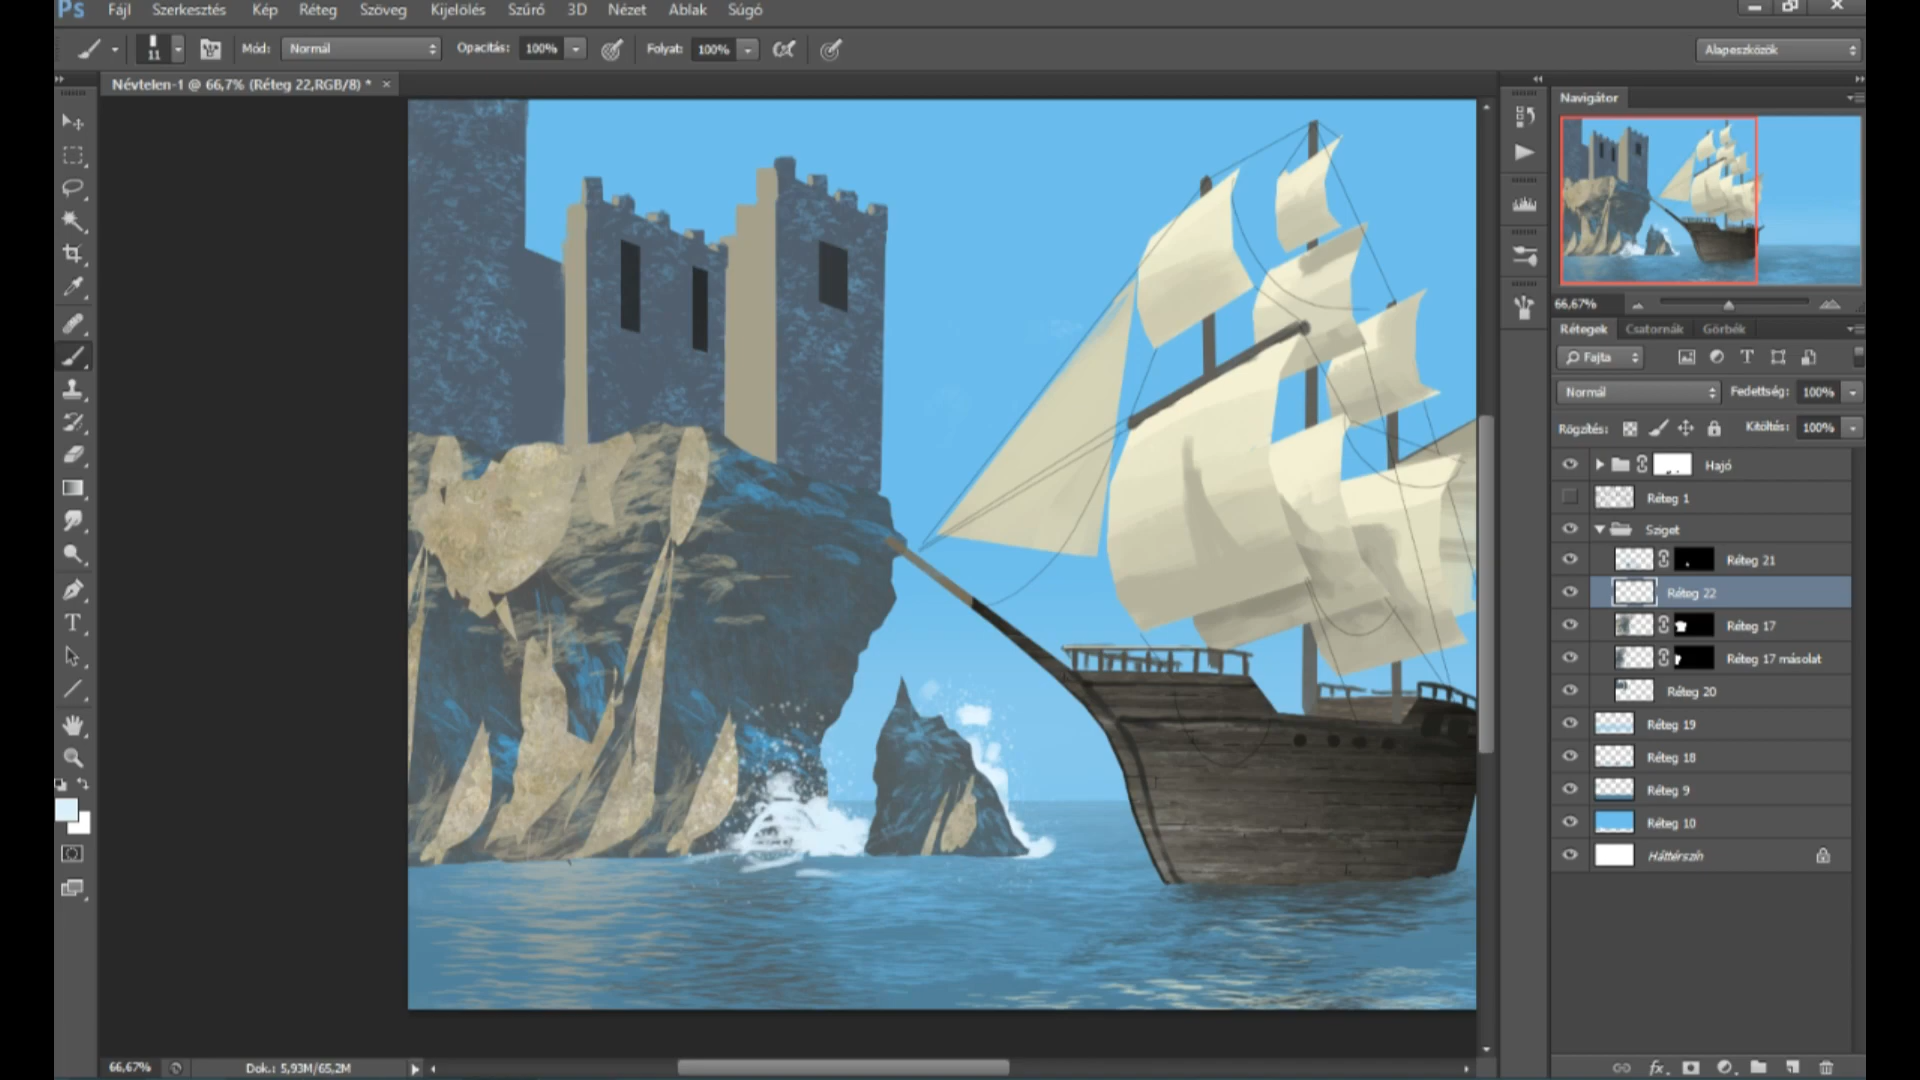 Ps Fájl Szerkesztés Kép Réteg Szöveg Kijelölés Szűrő 3D Nézet Ablak Súgó
11 Mód: Normál Opacitás: 100% Folyat: 100% Alapeszközök
Névtelen-1 @ 66,7% (Réteg 22,RGB/8) *
Navigátor
66,67%
Rétegek Csatornák Görbék
Fajta
Normál Fedettség: 100%
Rögzítés: Kitöltés: 100%
Hajó
Réteg 1
Sziget
Réteg 21
Réteg 22
Réteg 17
Réteg 17 másolat
Réteg 20
Réteg 19
Réteg 18
Réteg 9
Réteg 10
Háttérszín
66,67% Dok.: 5,93M/65,2M